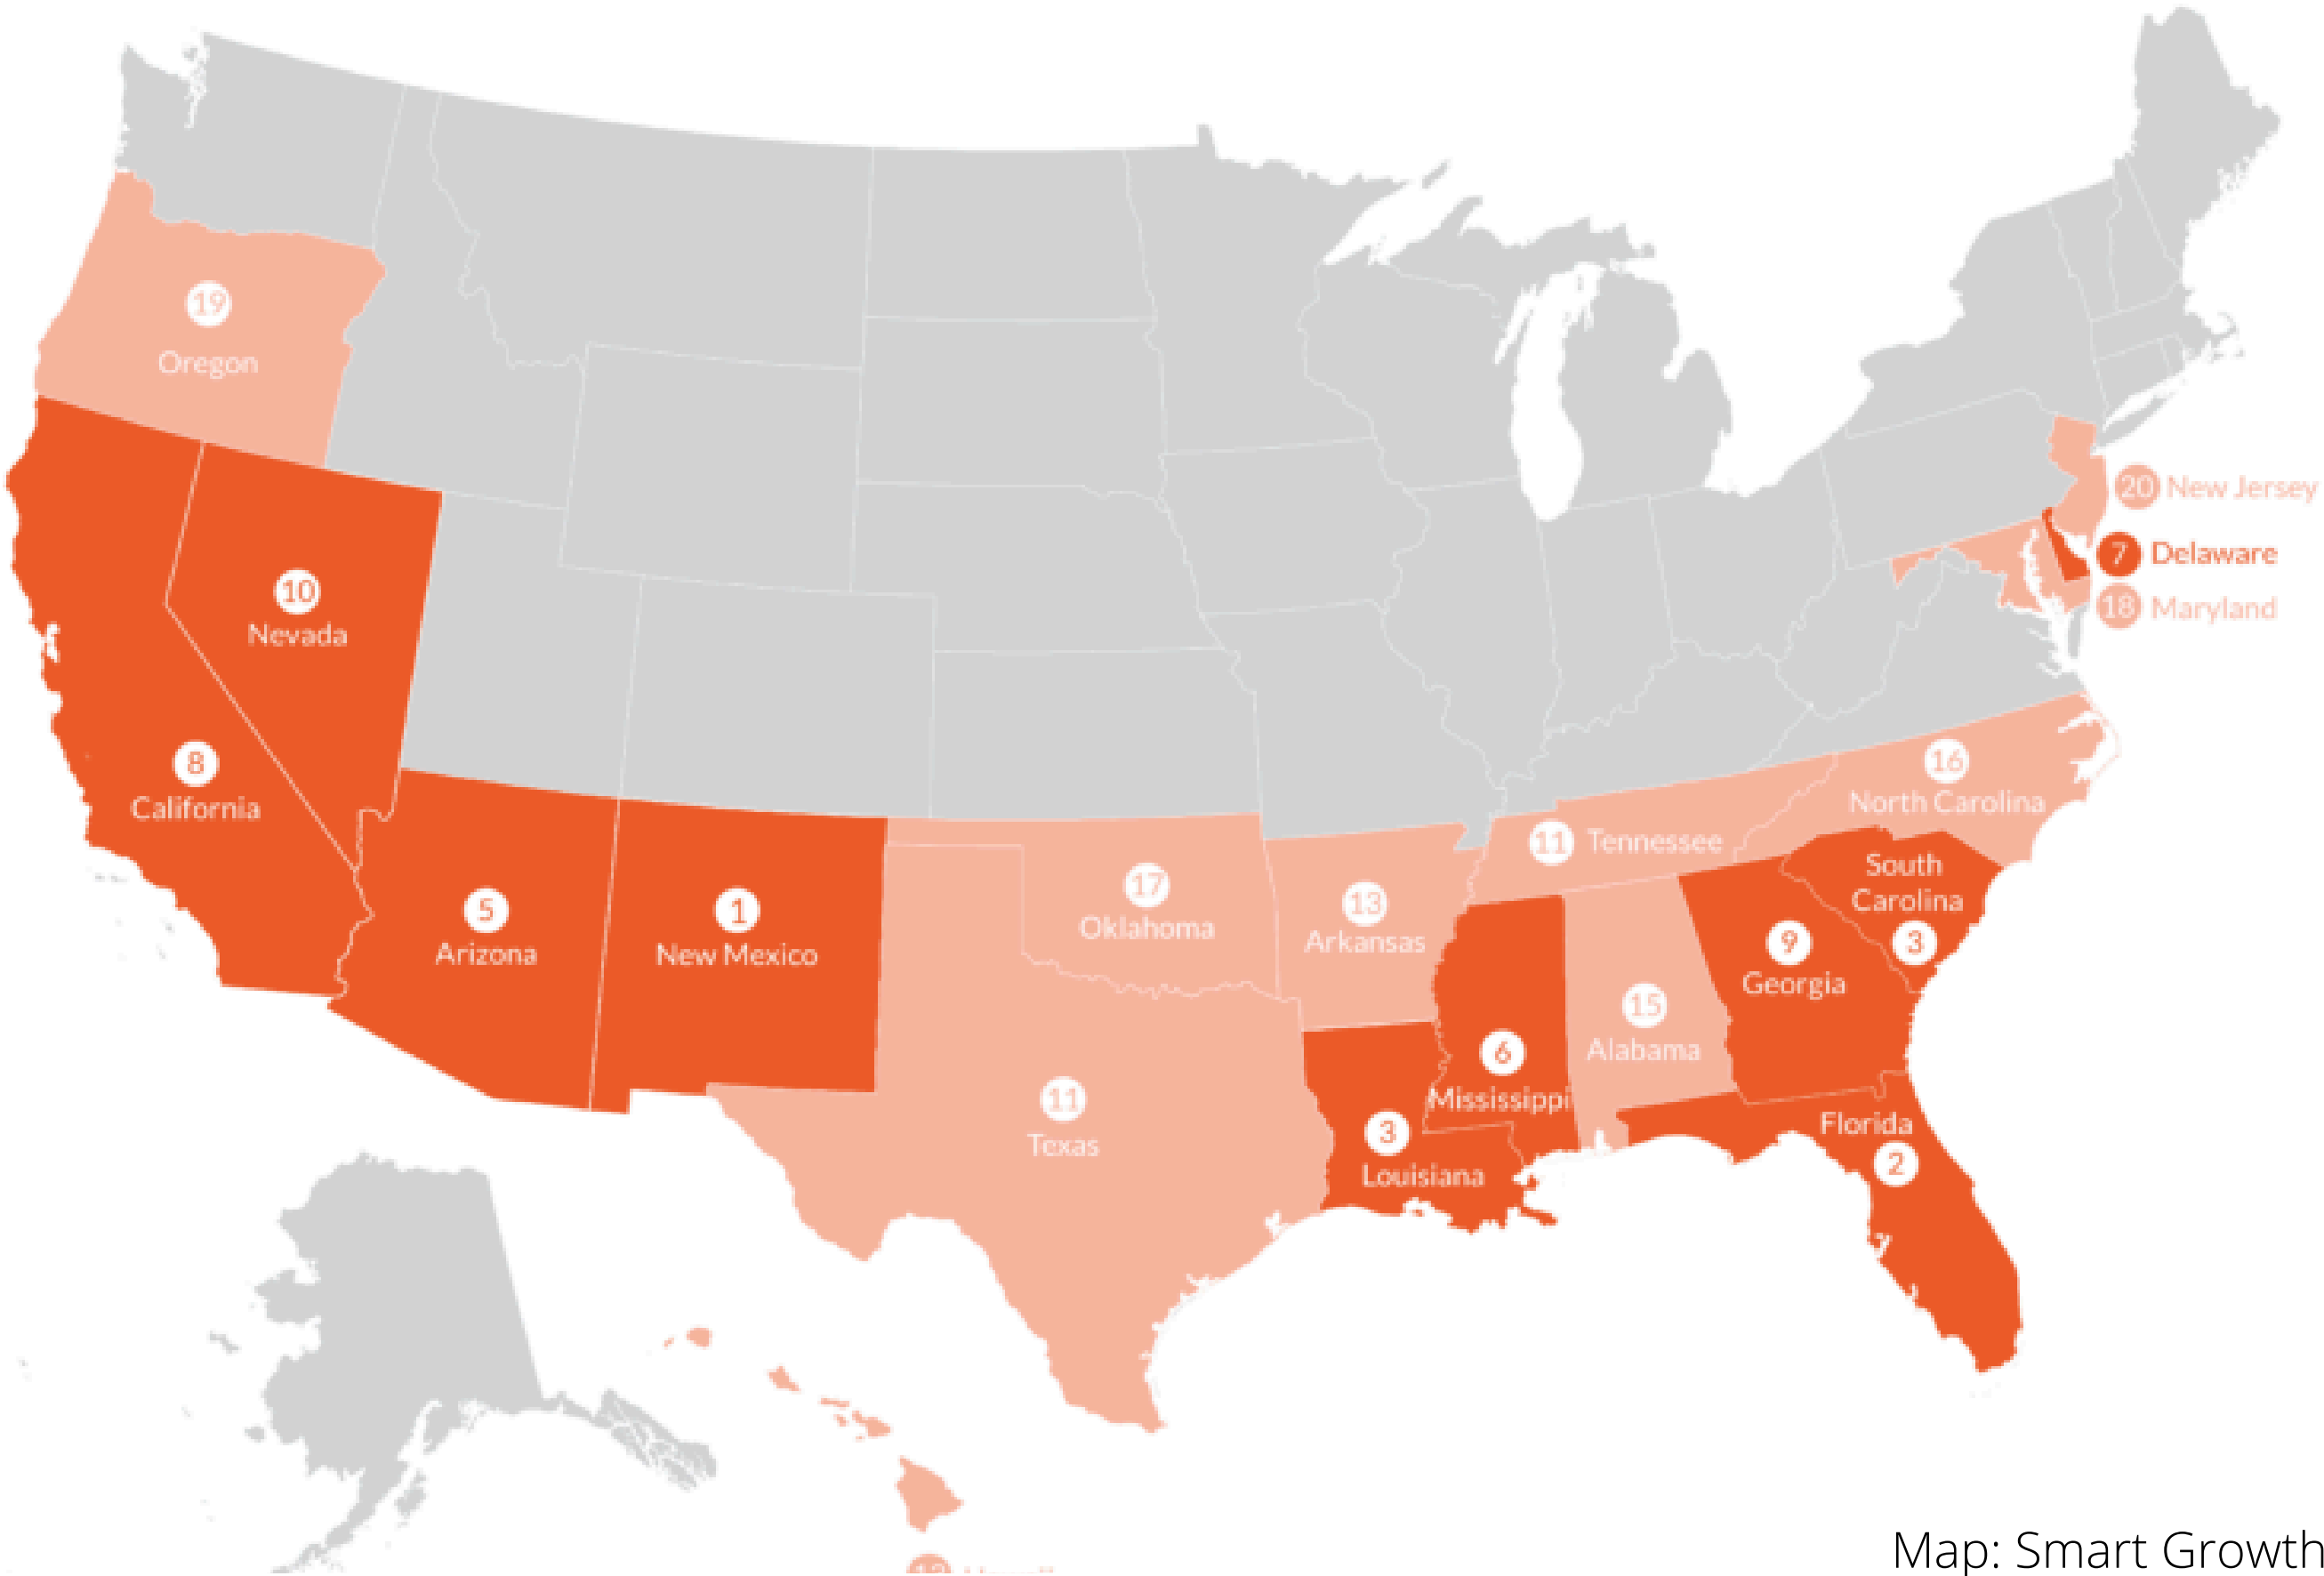 19
Oregon
20 New Jersey
7 Delaware
18 Maryland
10
Nevada
8
California
16
North Carolina
11 Tennessee
South
Carolina
3
17
Oklahoma
13
Arkansas
5
Arizona
1
New Mexico
9
Georgia
15
Alabama
6
Mississippi
11
Texas
3
Louisiana
Florida
2
Map: Smart Growth